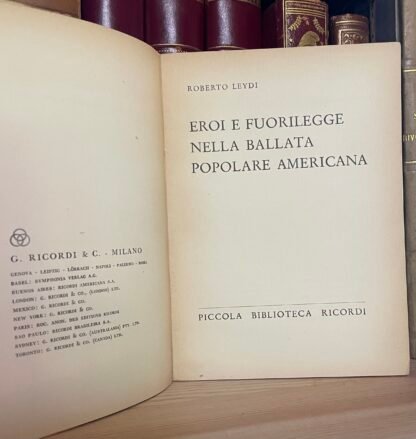 G. RICORDI & C. - MILANO
GENOVA - LEIPZIG - LÖRRACH - NAPOLI - PALERMO - ROMA
BASEL: SYMPHONIA VERLAG A.G.
BUENOS AIRES: RICORDI AMERICANA S.A.
LONDON: G. RICORDI & CO., (LONDON) LTD.
MEXICO: G. RICORDI & CO.
NEW YORK: G. RICORDI & CO.
PARIS: SOC. ANON. DES EDITIONS RICORDI
SAO PAULO: RICORDI BRASILEIRA S.A.
SYDNEY: G. RICORDI & CO. (AUSTRALASIA) PTY. LTD.
TORONTO: G. RICORDI & CO. (CANADA) LTD.
ROBERTO LEYDI
EROI E FUORILEGGE
NELLA BALLATA
POPOLARE AMERICANA
PICCOLA BIBLIOTECA RICORDI